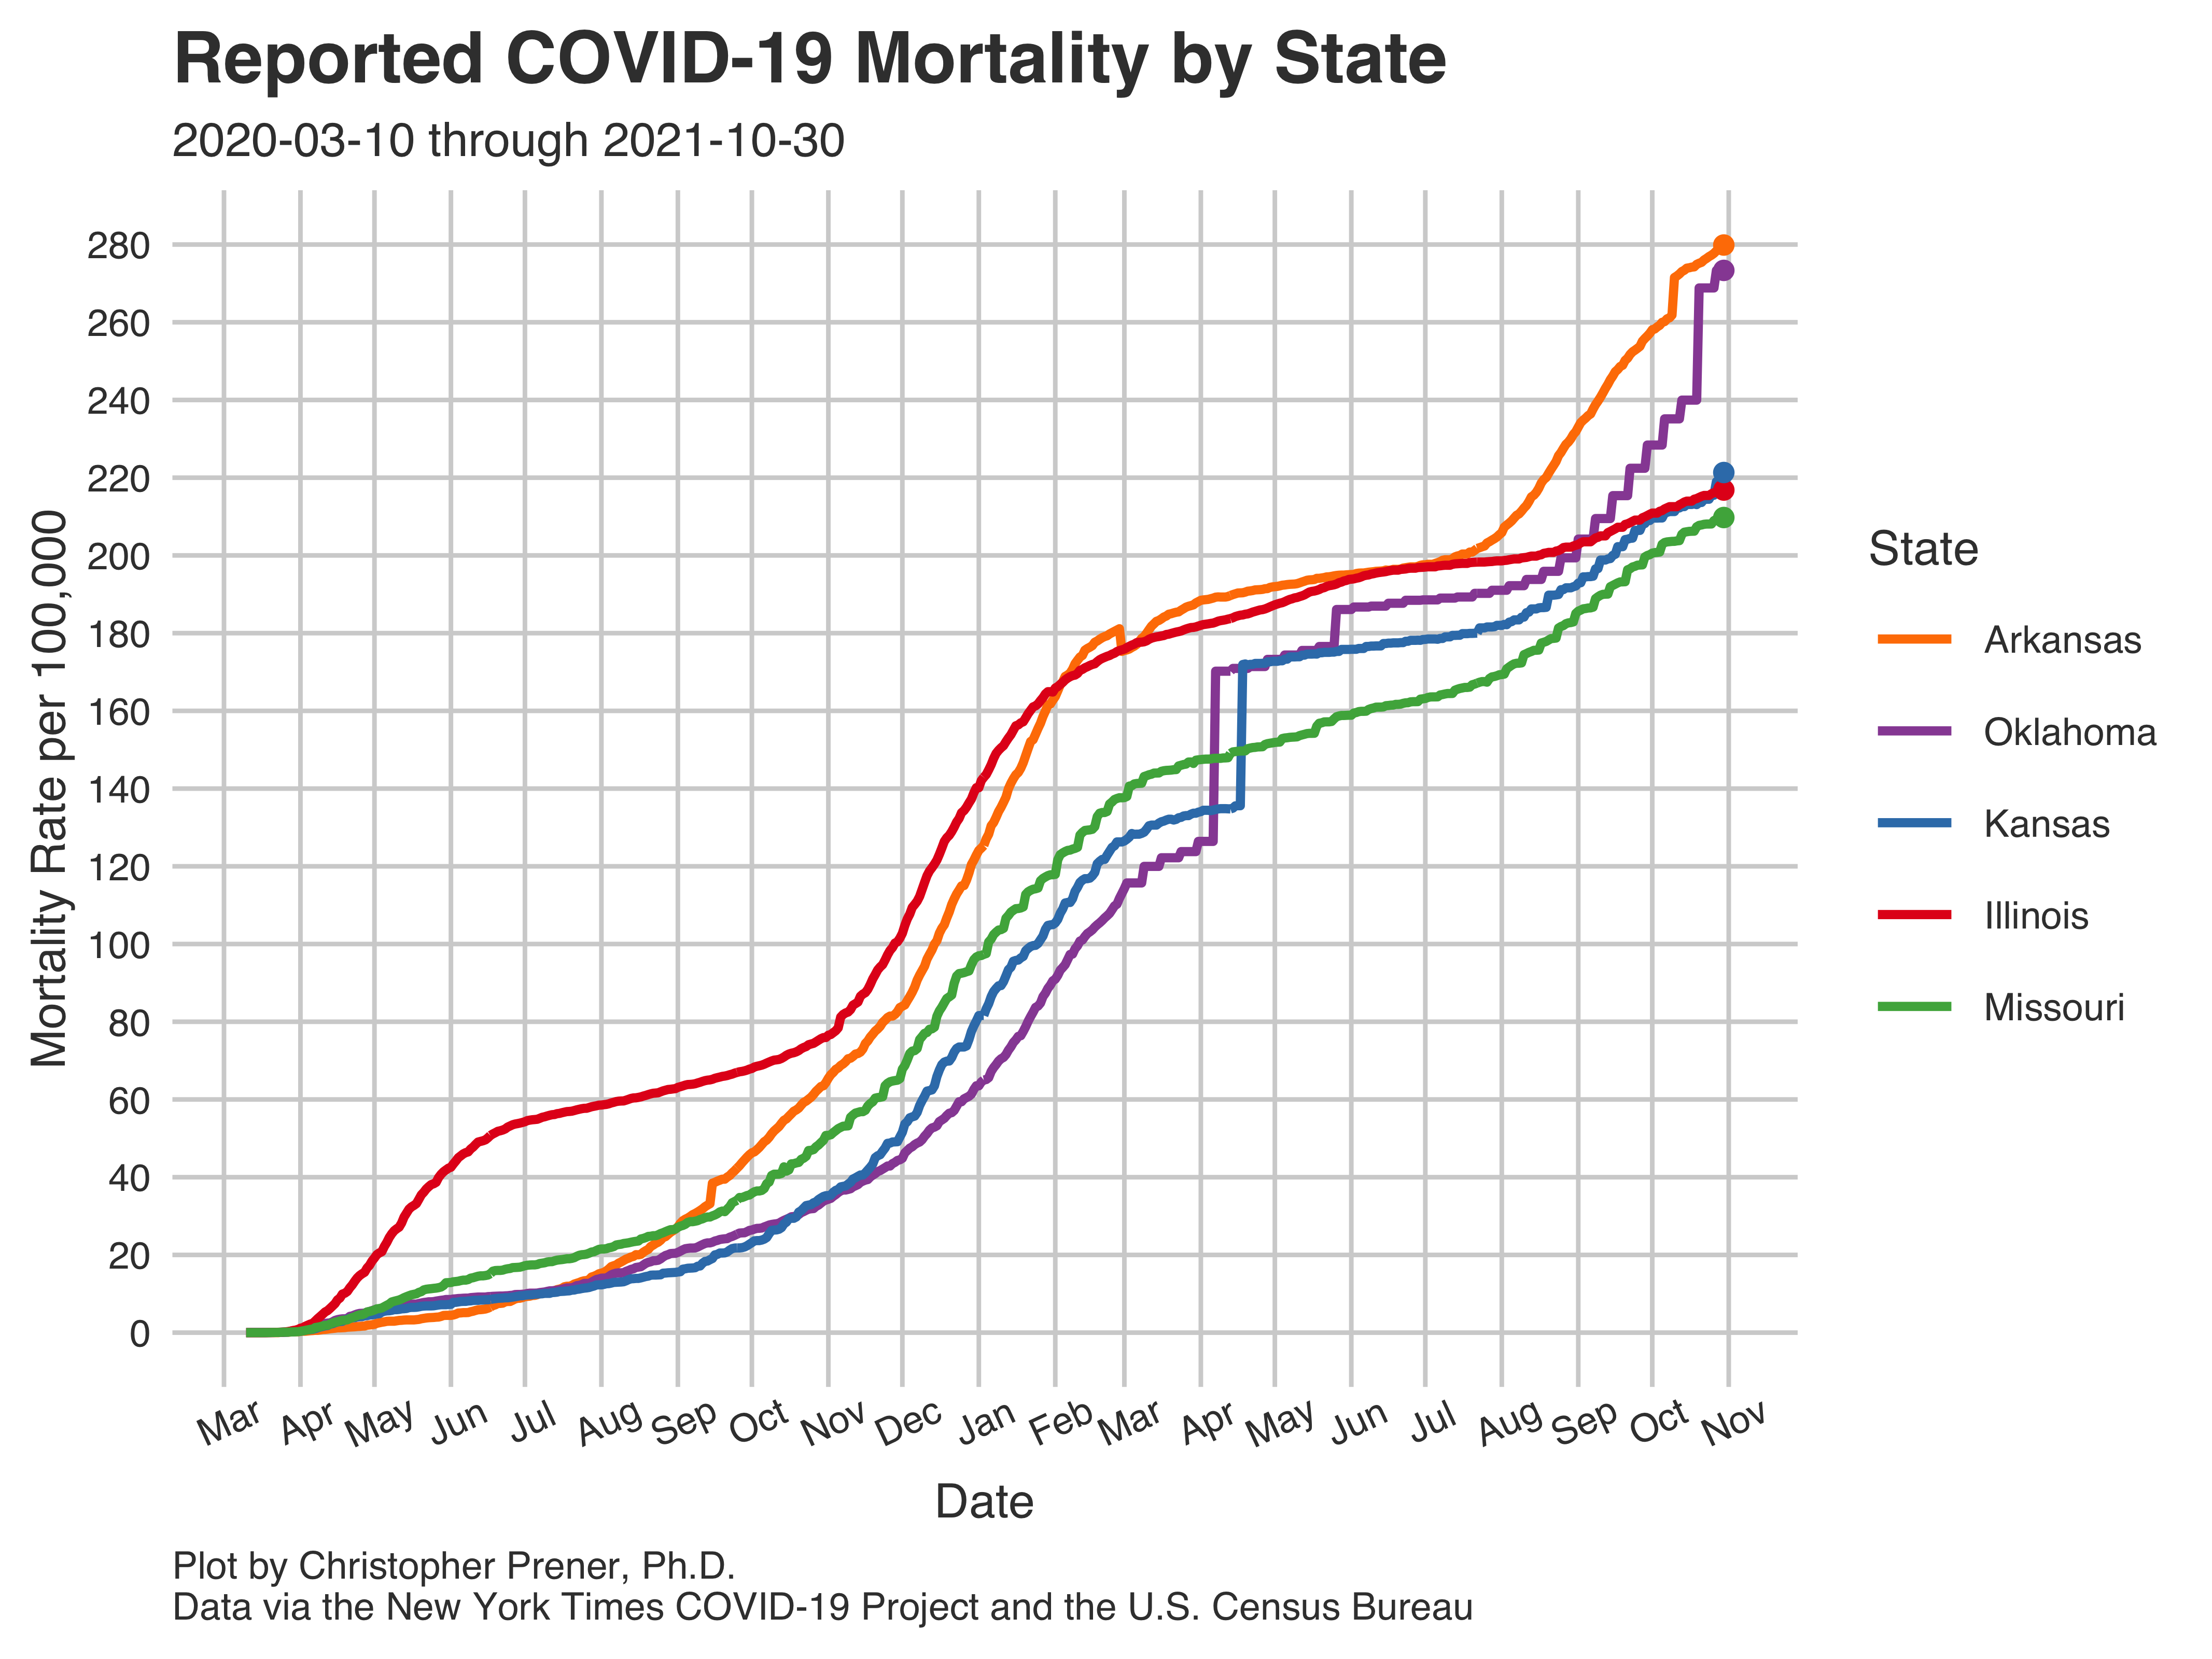 Reported COVID-19 Mortality by State
2020-03-10 through 2021-10-30
Mortality Rate per 100,000
280
260
240
220
200
180
160
140
120
100
80
60
40
20
0
Mar Apr May Jun Jul Aug Sep Oct Nov Dec Jan Feb Mar Apr May Jun Jul Aug Sep Oct Nov
Date
State
Arkansas
Oklahoma
Kansas
Illinois
Missouri
Plot by Christopher Prener, Ph.D.
Data via the New York Times COVID-19 Project and the U.S. Census Bureau